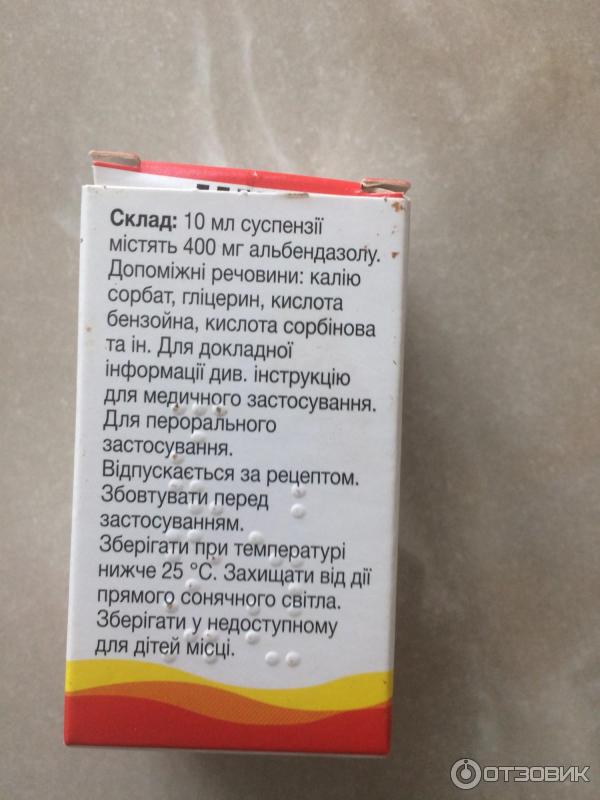 Склад: 10 мл суспензії
містять 400 мг альбендазолу.
Допоміжні речовини: калію
сорбат, гліцерин, кислота
бензойна, кислота сорбінова
та ін. Для докладної
інформації див. інструкцію
для медичного застосування.
Для перорального
застосування.
Відпускається за рецептом.
Збовтувати перед
застосуванням.
Зберігати при температурі
нижче 25 °C. Захищати від дії
прямого сонячного світла.
Зберігати у недоступному
для дітей місці.
ОТЗОВИК